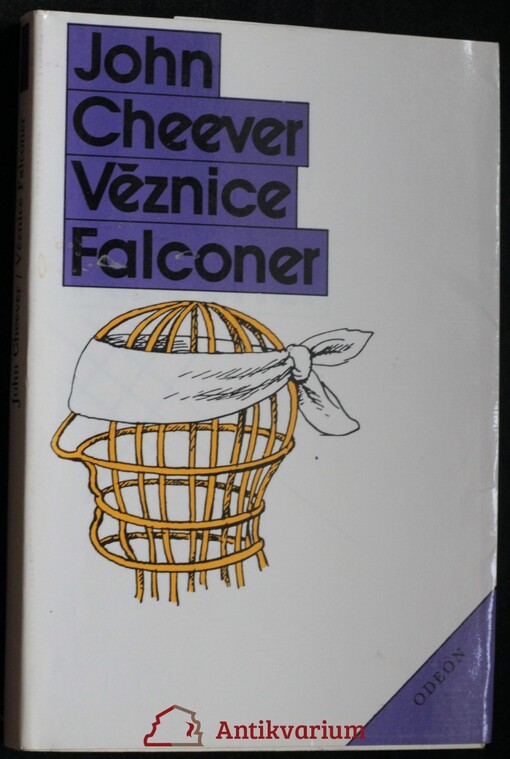 John
Cheever
Věznice
Falconer
John Cheever / Věznice Falconer
ODEON
Antikvarium